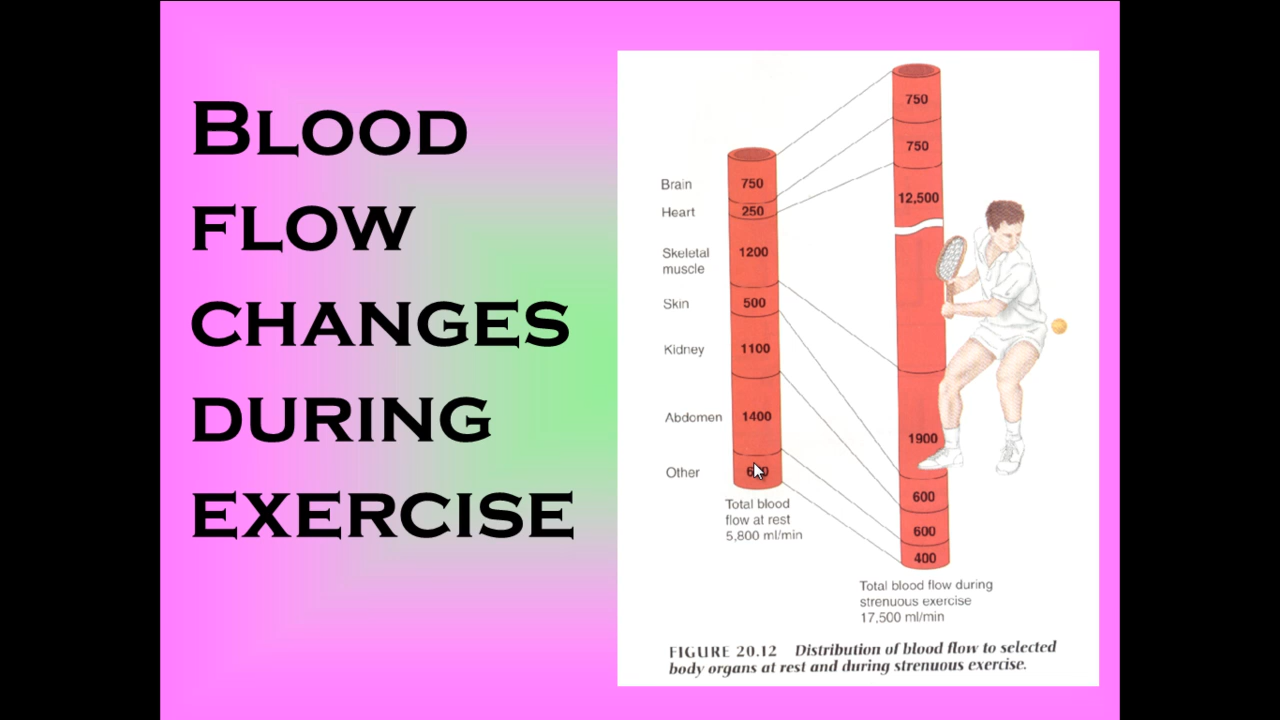 BLOOD
FLOW
CHANGES
DURING
EXERCISE
Brain
Heart
Skeletal
muscle
Skin
Kidney
Abdomen
Other
750
250
1200
500
1100
1400
Total blood
flow at rest
5,800 ml/min
750
750
12,500
1900
600
600
400
Total blood flow during
strenuous exercise
17,500 ml/min
FIGURE 20.12 Distribution of blood flow to selected
body organs at rest and during strenuous exercise.